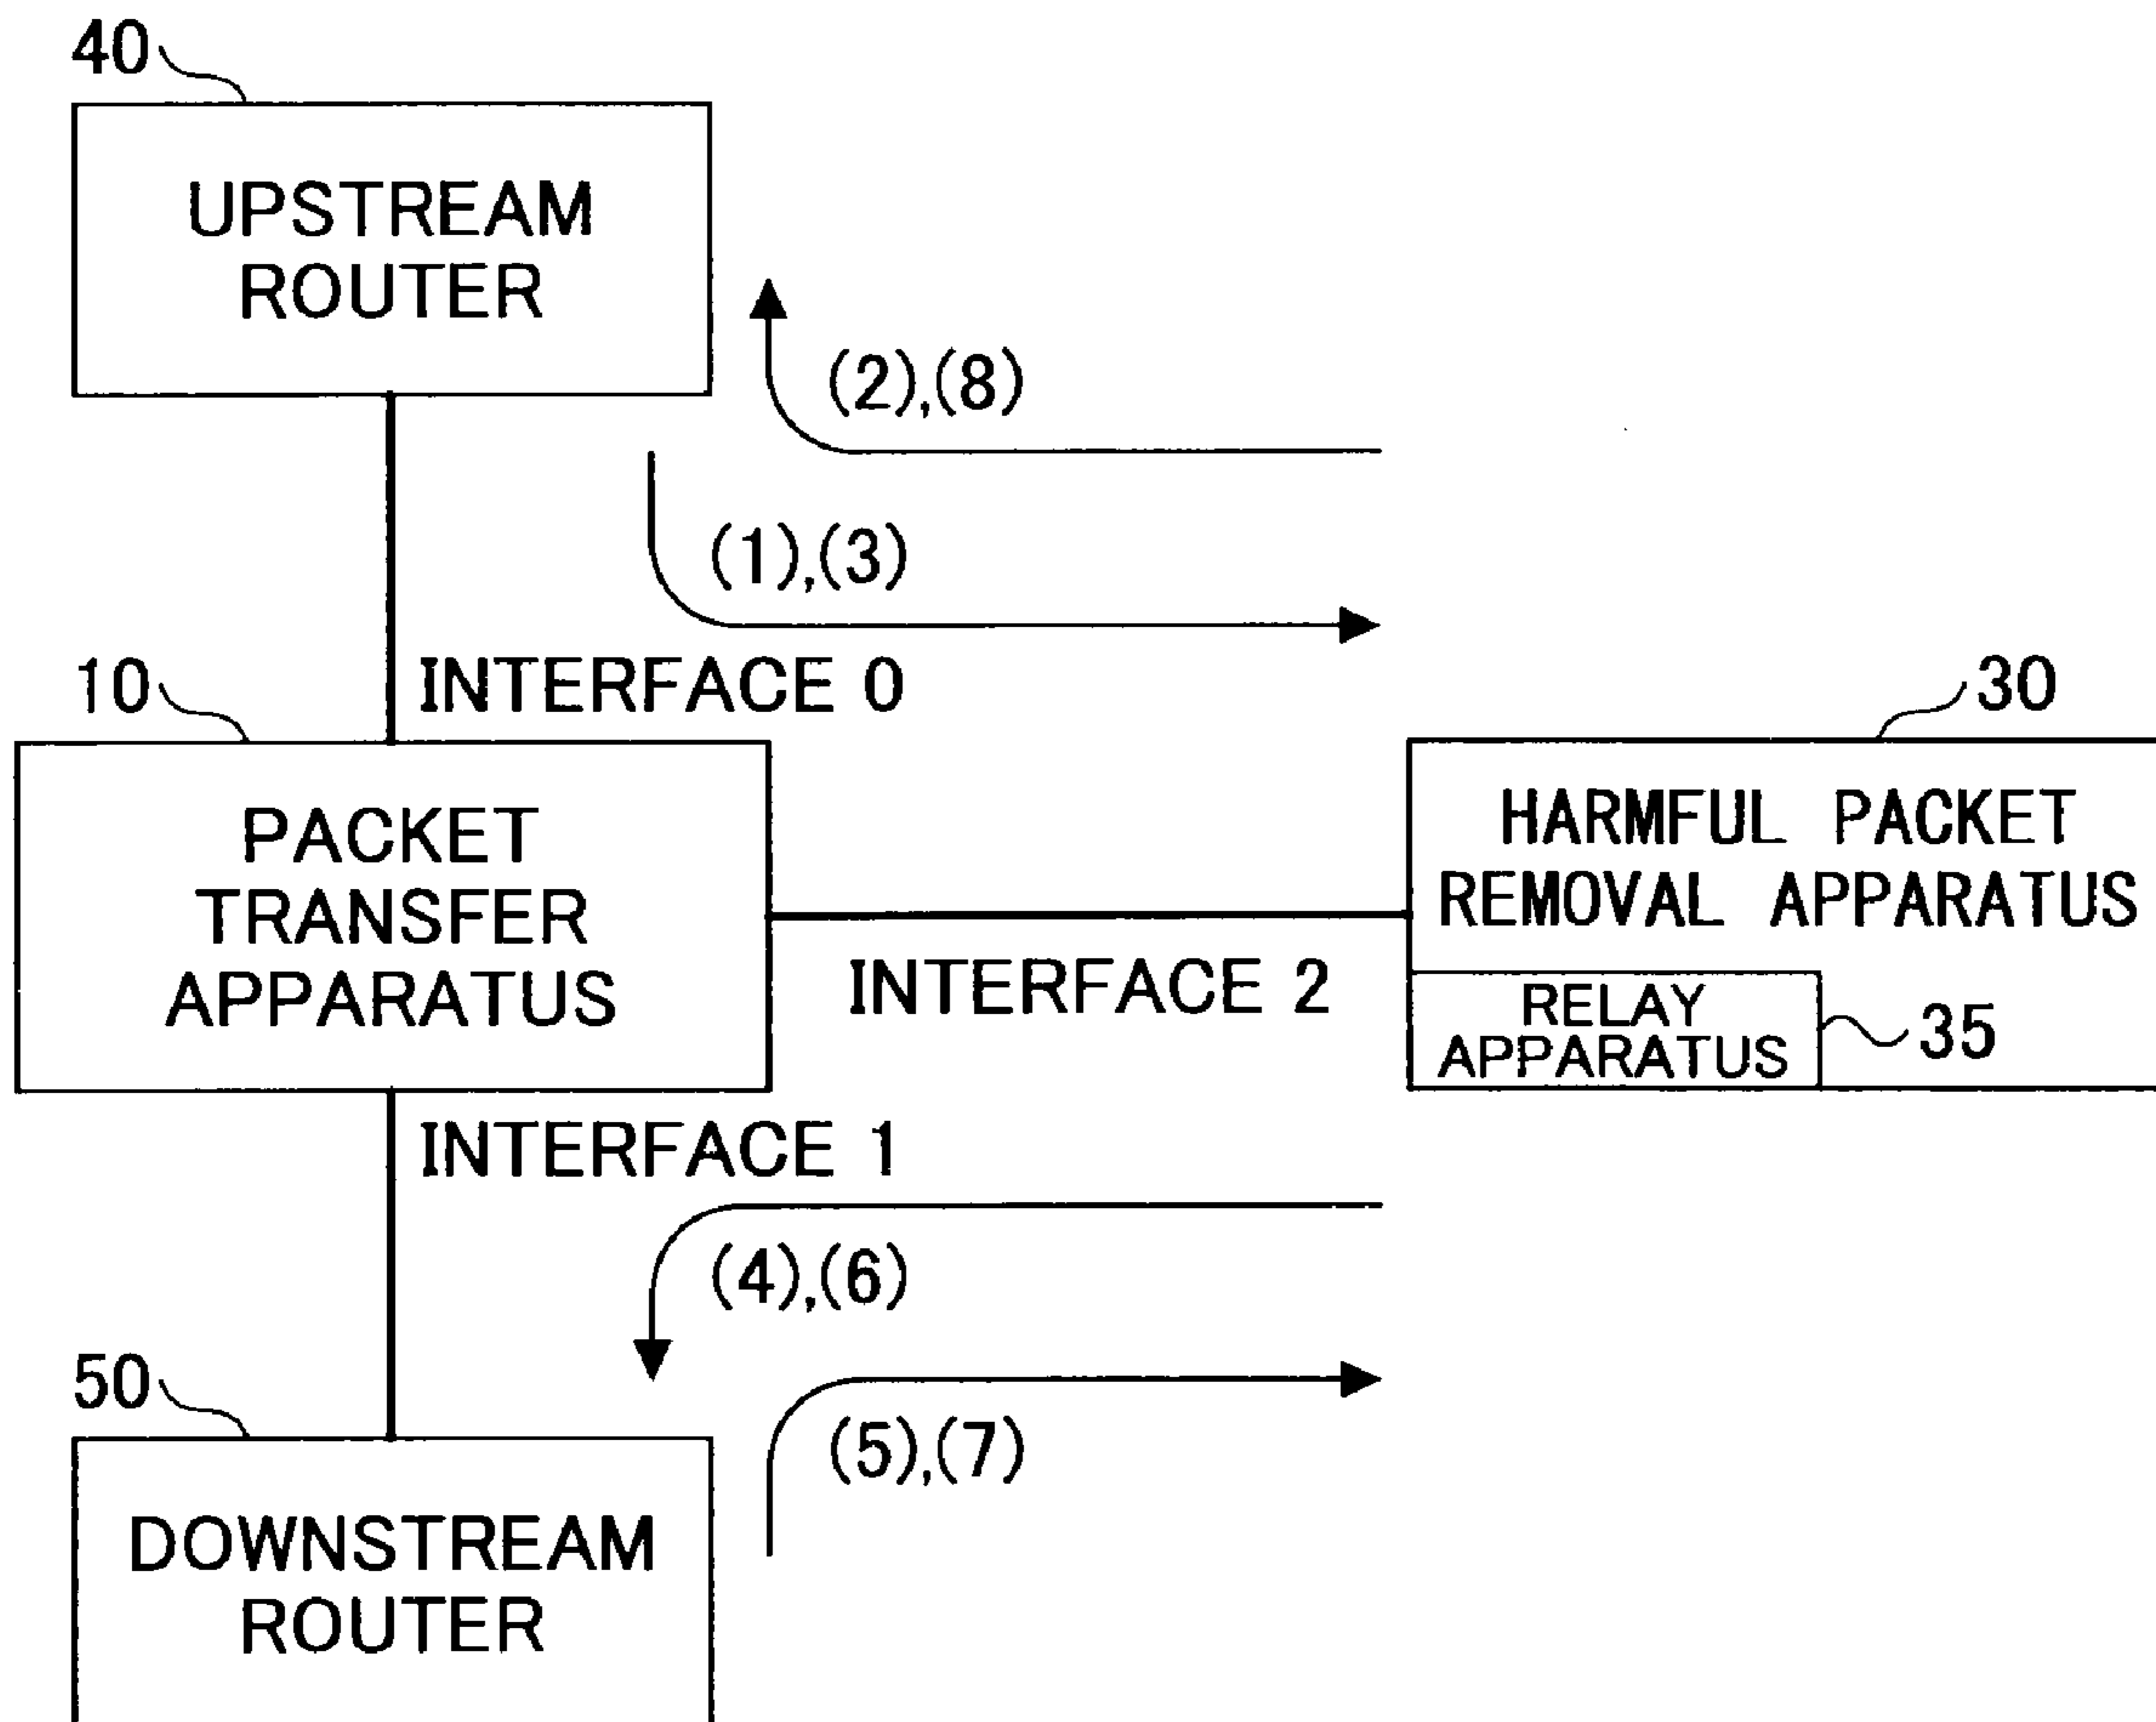 40
UPSTREAM
ROUTER
(2),(8)
(1),(3)
10
INTERFACE 0
30
PACKET
TRANSFER
APPARATUS
HARMFUL PACKET
REMOVAL APPARATUS
INTERFACE 2
RELAY
APPARATUS
35
INTERFACE 1
(4),(6)
50
(5),(7)
DOWNSTREAM
ROUTER